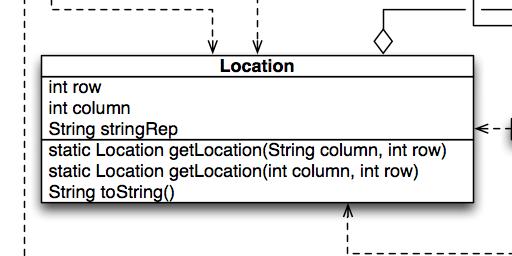 Location
int row
int column
String stringRep
static Location getLocation(String column, int row)
static Location getLocation(int column, int row)
String toString()